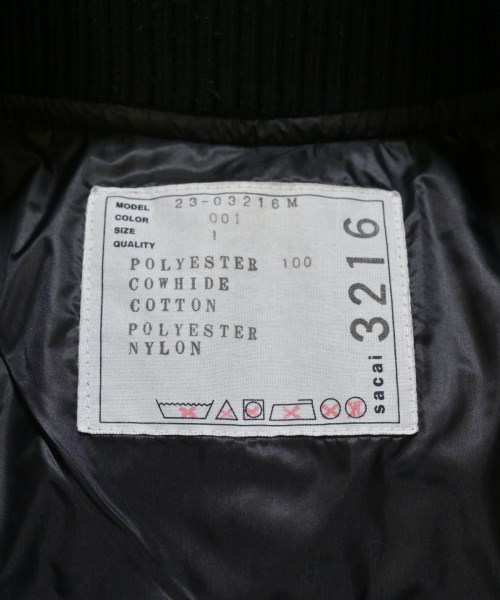 MODEL 23-03216M
COLOR 001
SIZE 1
QUALITY
POLYESTER 100
COWHIDE
COTTON
POLYESTER
NYLON
sacai 3216